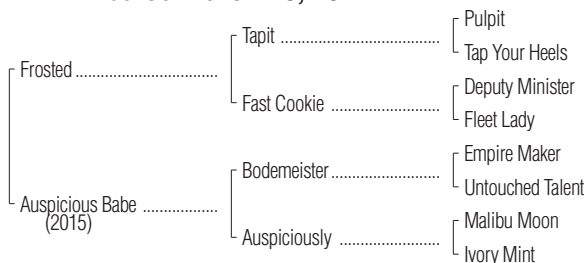 Pulpit
Tapit
Tap Your Heels
Frosted
Deputy Minister
Fast Cookie
Fleet Lady
Empire Maker
Bodemeister
Untouched Talent
Auspicious Babe
(2015)
Malibu Moon
Auspiciously
Ivory Mint